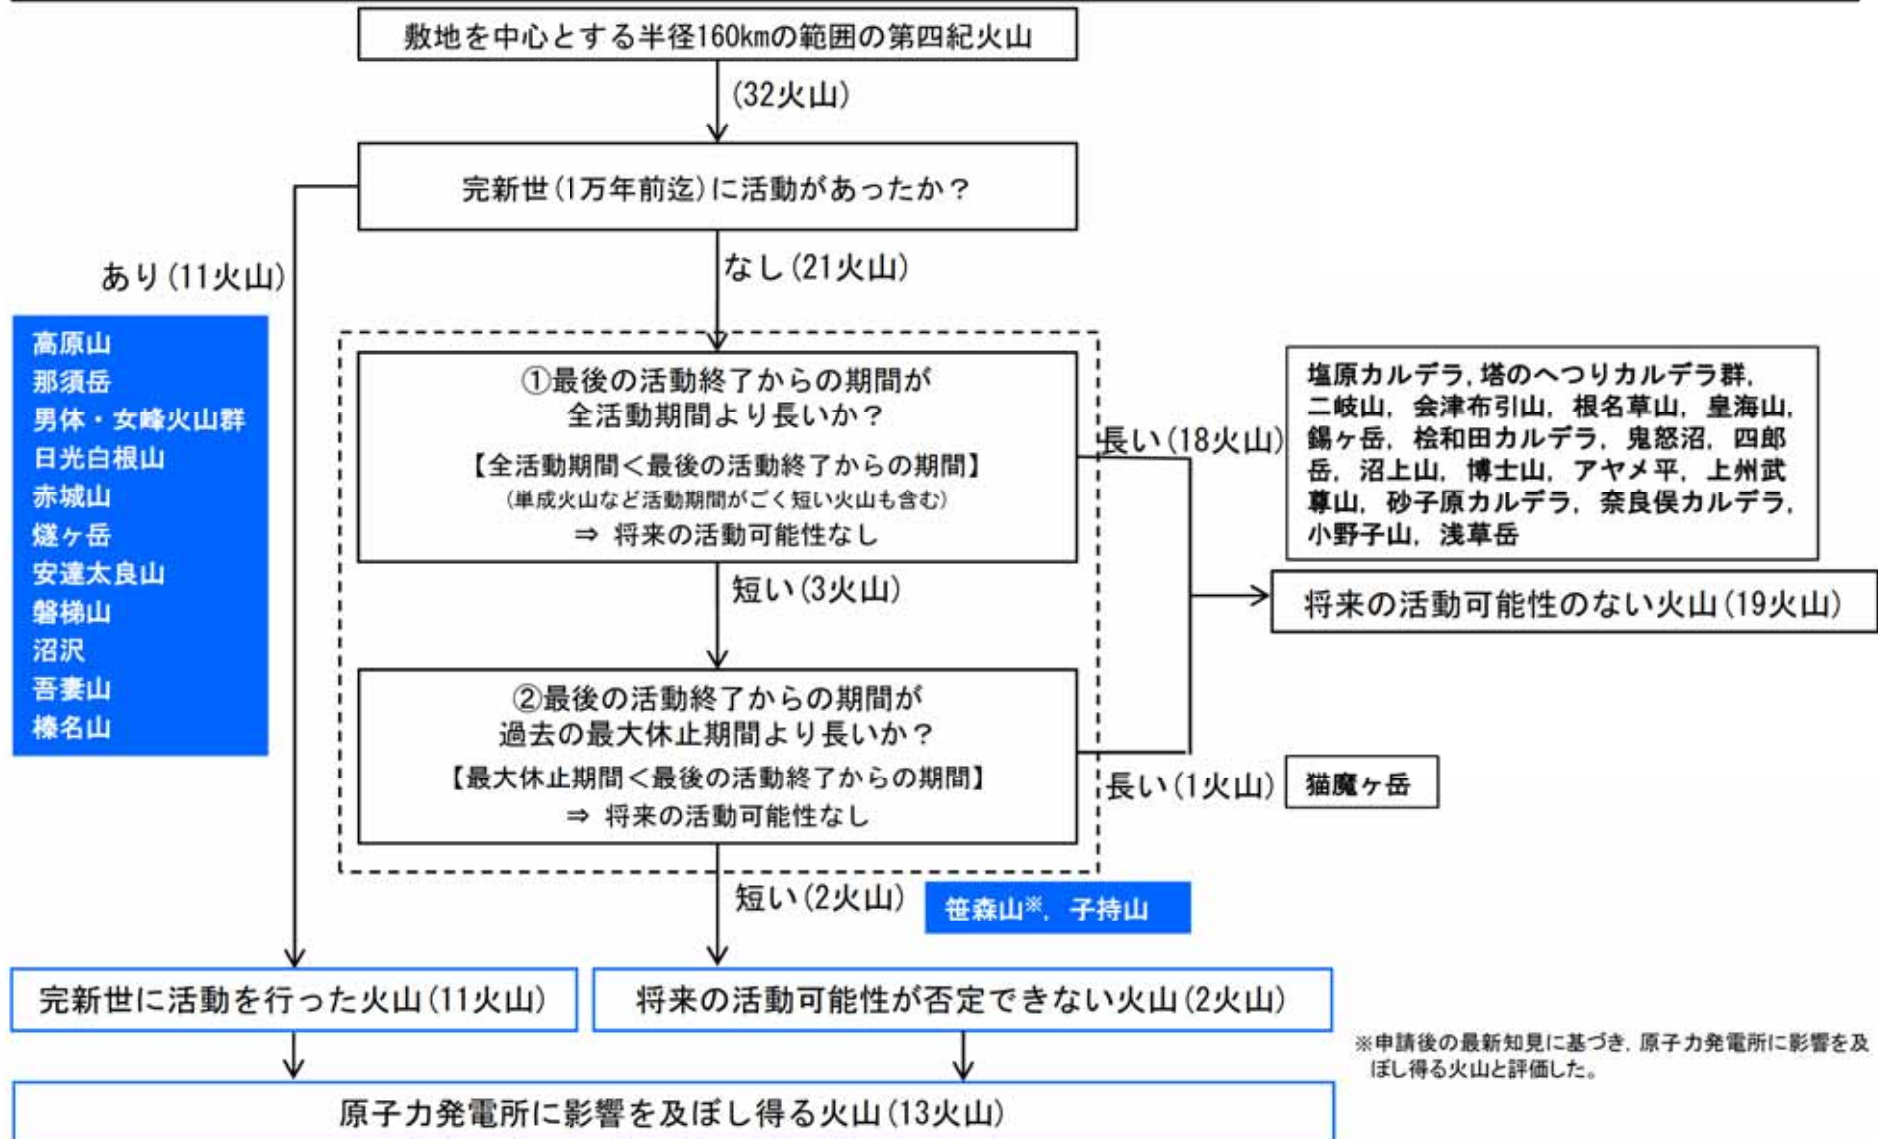 敷地を中心とする半径160kmの範囲の第四紀火山
(32火山)
完新世(1万年前迄)に活動があったか？
あり(11火山)
なし(21火山)
高原山
那須岳
男体・女峰火山群
日光白根山
赤城山
燧ヶ岳
安達太良山
磐梯山
沼沢
吾妻山
榛名山
①最後の活動終了からの期間が
全活動期間より長いか？
【全活動期間＜最後の活動終了からの期間】
(単成火山など活動期間がごく短い火山も含む)
⇒ 将来の活動可能性なし
長い(18火山)
塩原カルデラ，塔のへつりカルデラ群，
二岐山，会津布引山，根名草山，皇海山，
錫ヶ岳，桧和田カルデラ，鬼怒沼，四郎
岳，沼上山，博士山，アヤメ平，上州武
尊山，砂子原カルデラ，奈良俣カルデラ，
小野子山，浅草岳
将来の活動可能性のない火山(19火山)
短い(3火山)
②最後の活動終了からの期間が
過去の最大休止期間より長いか？
【最大休止期間＜最後の活動終了からの期間】
⇒ 将来の活動可能性なし
長い(1火山)
猫魔ヶ岳
短い(2火山)
笹森山※，子持山
完新世に活動を行った火山(11火山)
将来の活動可能性が否定できない火山(2火山)
※申請後の最新知見に基づき，原子力発電所に影響を及
ぼし得る火山と評価した。
原子力発電所に影響を及ぼし得る火山(13火山)